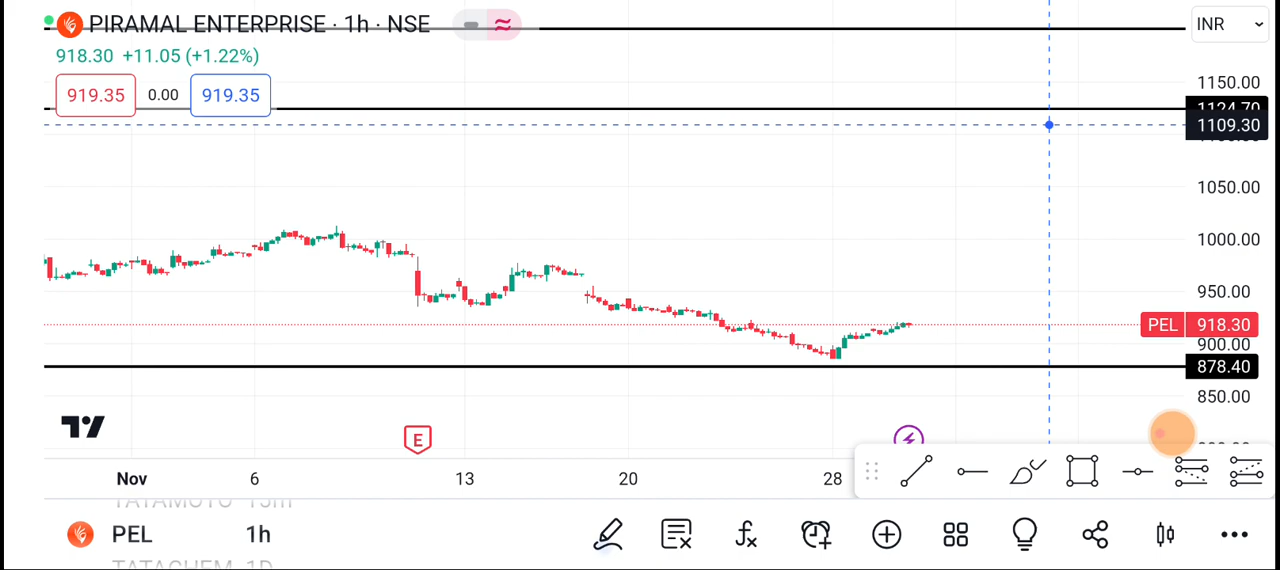 PIRAMAL ENTERPRISE · 1h · NSE
INR
918.30 +11.05 (+1.22%)
919.35 0.00 919.35
1150.00
1124.70
1109.30
1050.00
1000.00
950.00
PEL 918.30
900.00
878.40
850.00
E
Nov 6 13 20 28
TATAMOTO 15m
PEL 1h
TATACHEM 1D